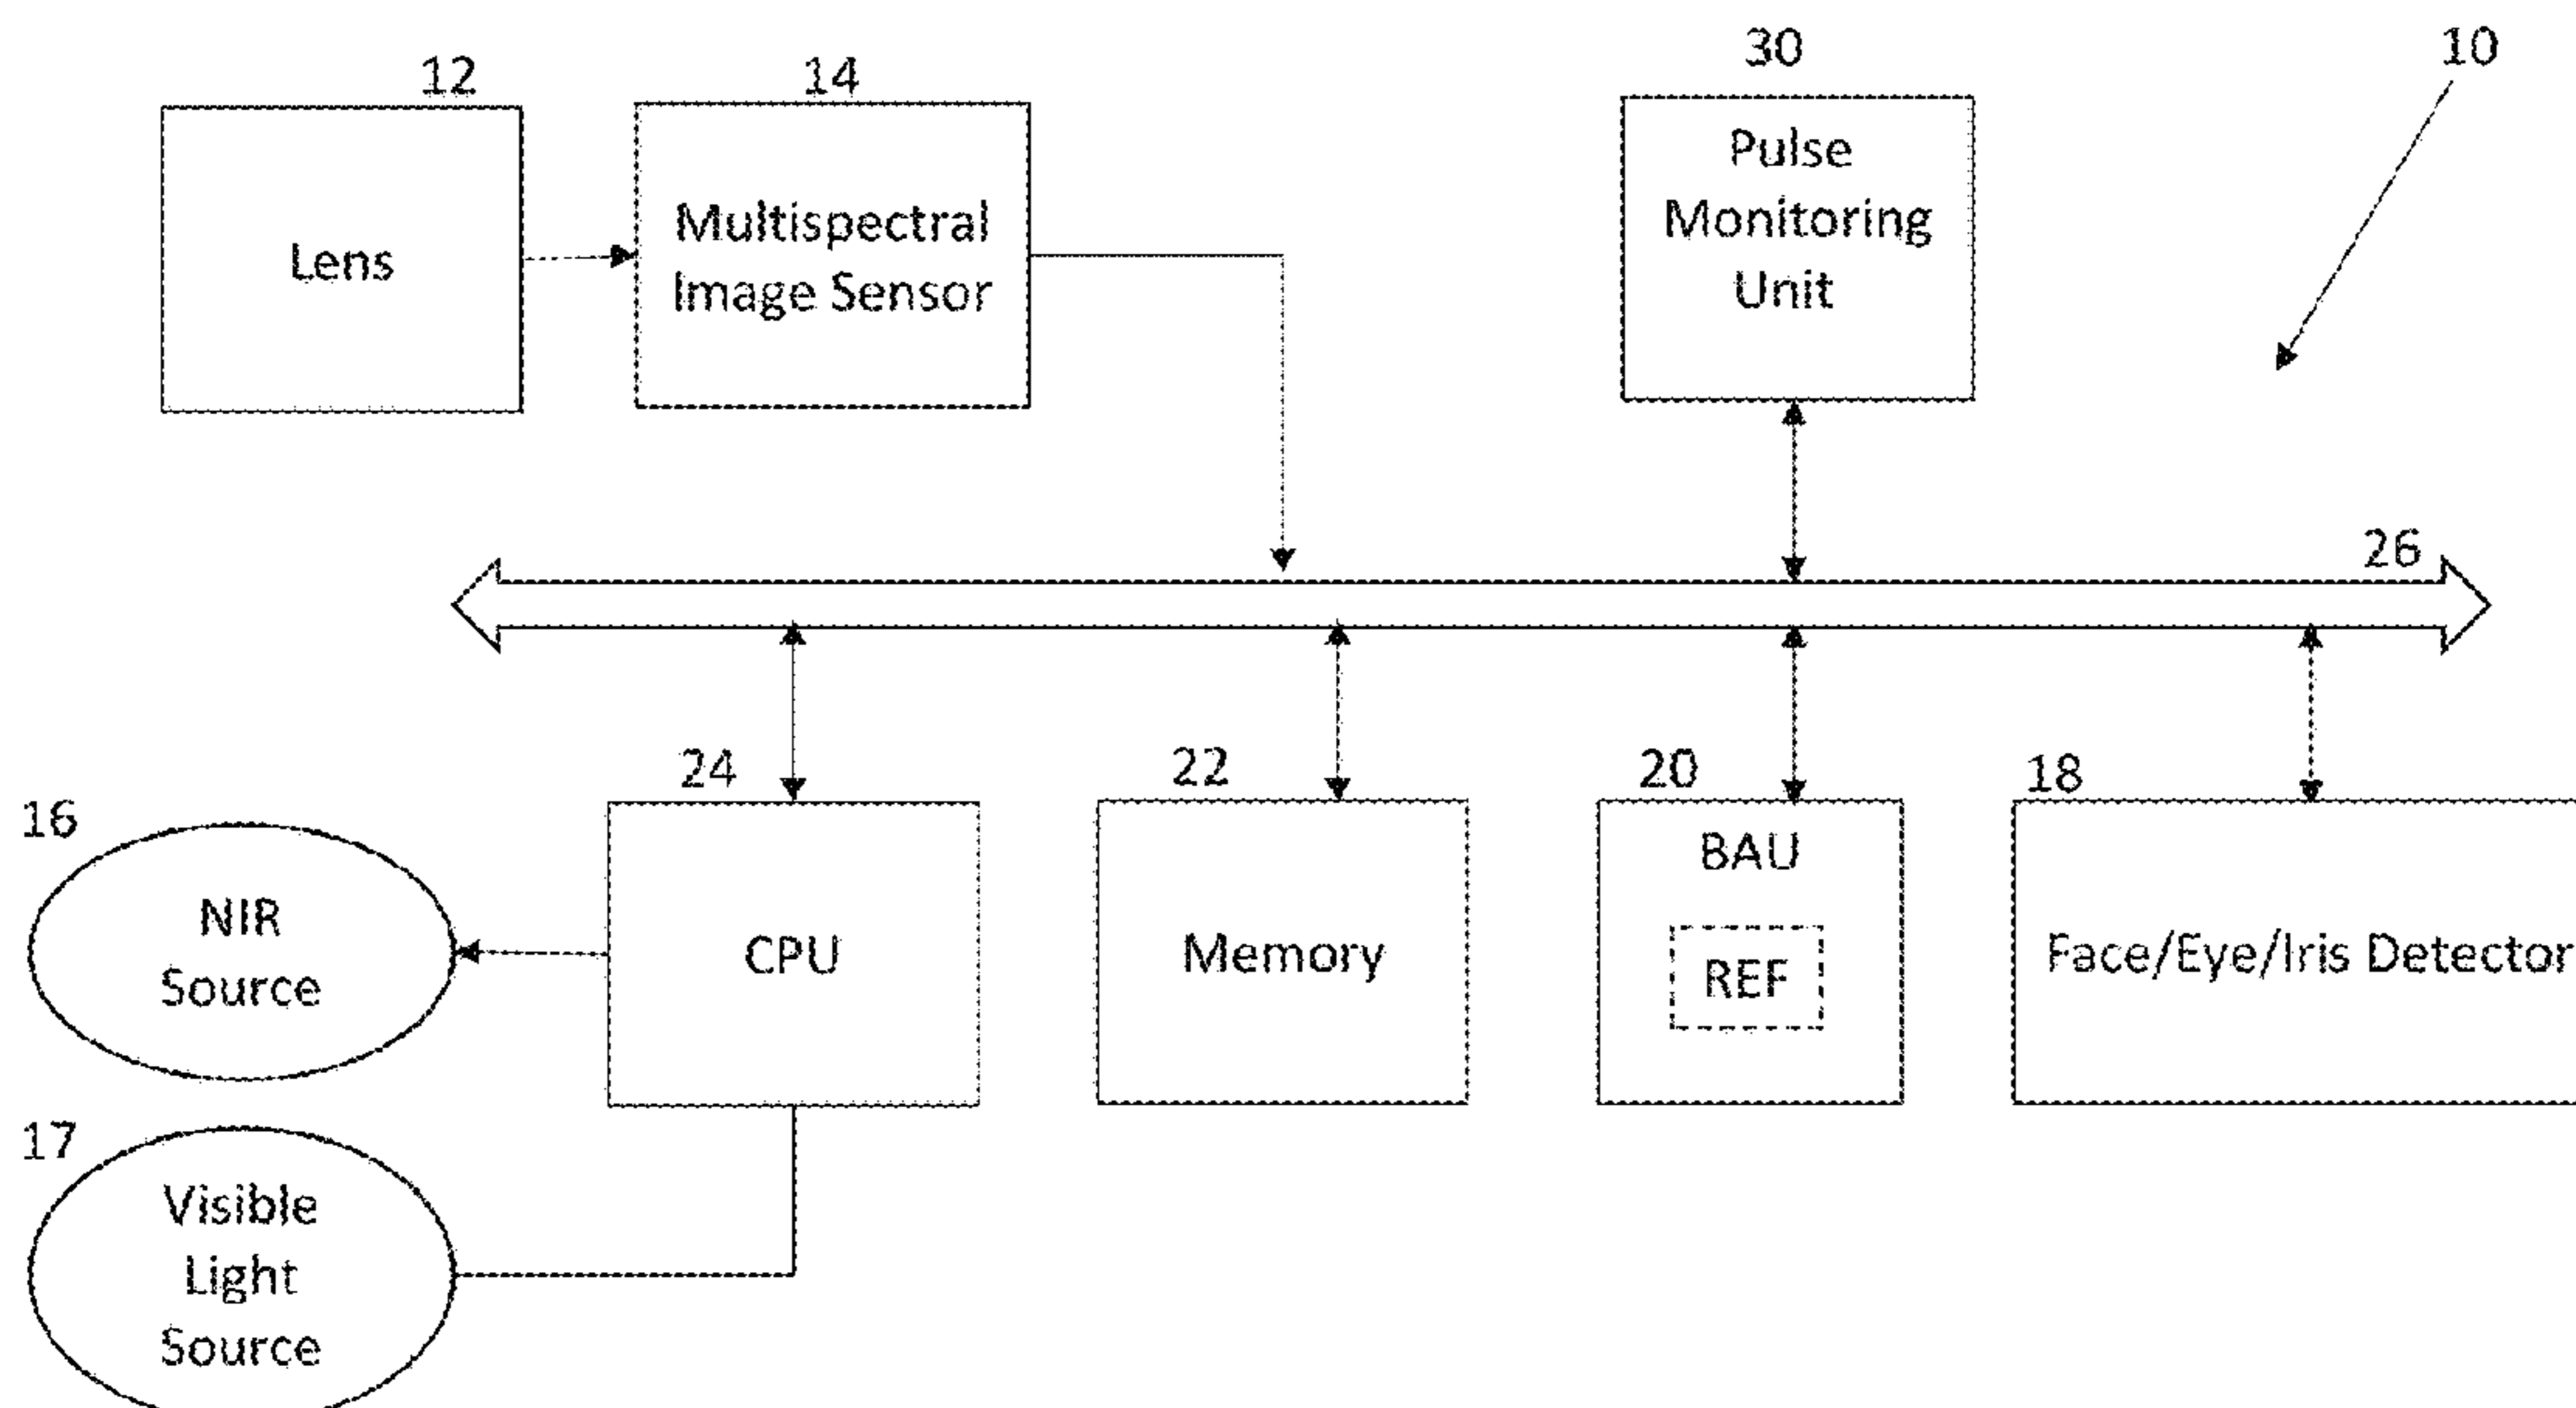 12
14
30
10
Lens
Multispectral
Image Sensor
Pulse
Monitoring
Unit
26
24
22
20
18
16
NIR
Source
CPU
Memory
BAU
REF
Face/Eye/Iris Detector
17
Visible
Light
Source